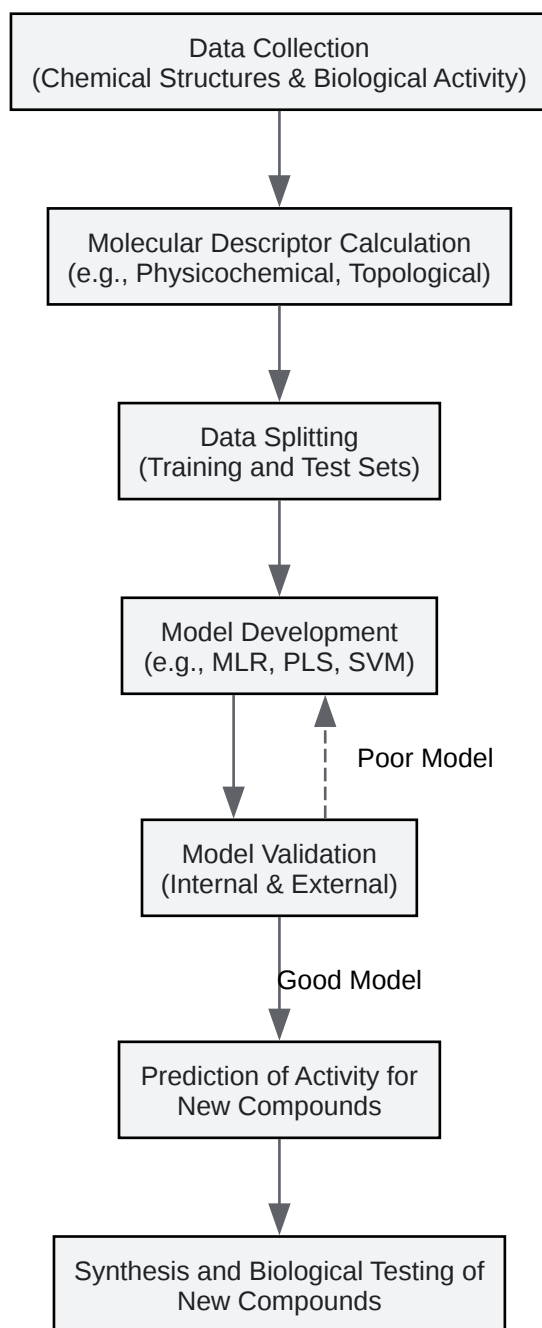 Data Collection
(Chemical Structures & Biological Activity)
Molecular Descriptor Calculation
(e.g., Physicochemical, Topological)
Data Splitting
(Training and Test Sets)
Model Development
(e.g., MLR, PLS, SVM)
Poor Model
Model Validation
(Internal & External)
Good Model
Prediction of Activity for
New Compounds
Synthesis and Biological Testing of
New Compounds